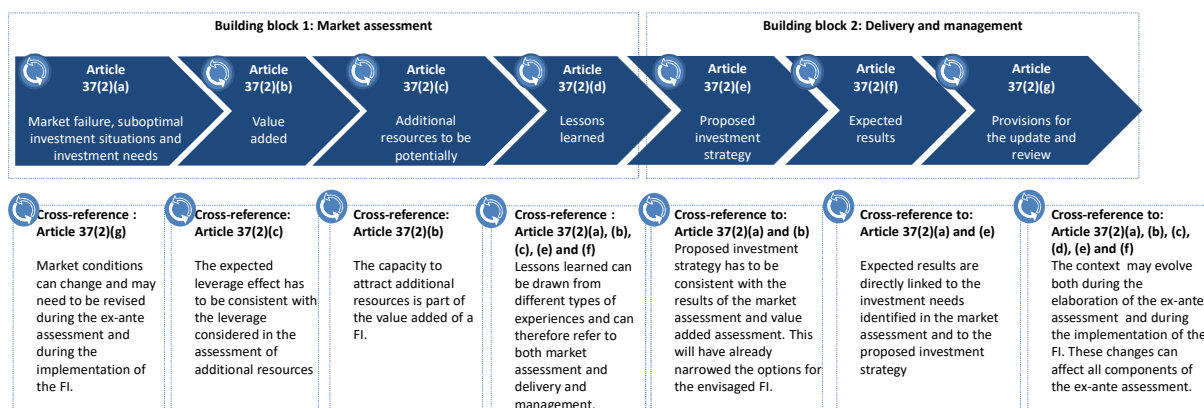 Building block 1: Market assessment
Building block 2: Delivery and management
Article
37(2)(a)
Market failure, suboptimal
investment situations and
investment needs
Article
37(2)(b)
Value
added
Article
37(2)(c)
Additional
resources to be
potentially
Article
37(2)(d)
Lessons
learned
Article
37(2)(e)
Proposed
investment
strategy
Article
37(2)(f)
Expected
results
Article
37(2)(g)
Provisions for
the update and
review
Cross-reference :
Article 37(2)(g)
Market conditions
can change and may
need to be revised
during the ex-ante
assessment and
during the
implementation of
the FI.
Cross-reference:
Article 37(2)(c)
The expected
leverage effect has
to be consistent with
the leverage
considered in the
assessment of
additional resources
Cross-reference:
Article 37(2)(b)
The capacity to
attract additional
resources is part of
the value added of a
FI.
Cross-reference :
Article 37(2)(a), (b),
(c), (e) and (f)
Lessons learned can
be drawn from
different types of
experiences and can
therefore refer to
both market
assessment and
delivery and
management.
Cross-reference to:
Article 37(2)(a) and (b)
Proposed investment
strategy has to be
consistent with the
results of the market
assessment and value
added assessment. This
will have already
narrowed the options for
the envisaged FI.
Cross-reference to:
Article 37(2)(a) and (e)
Expected results are
directly linked to the
investment needs
identified in the market
assessment and to the
proposed investment
strategy
Cross-reference to:
Article 37(2)(a), (b), (c),
(d), (e) and (f)
The context may evolve
both during the
elaboration of the ex-ante
assessment and during
the implementation of the
FI. These changes can
affect all components of
the ex-ante assessment.